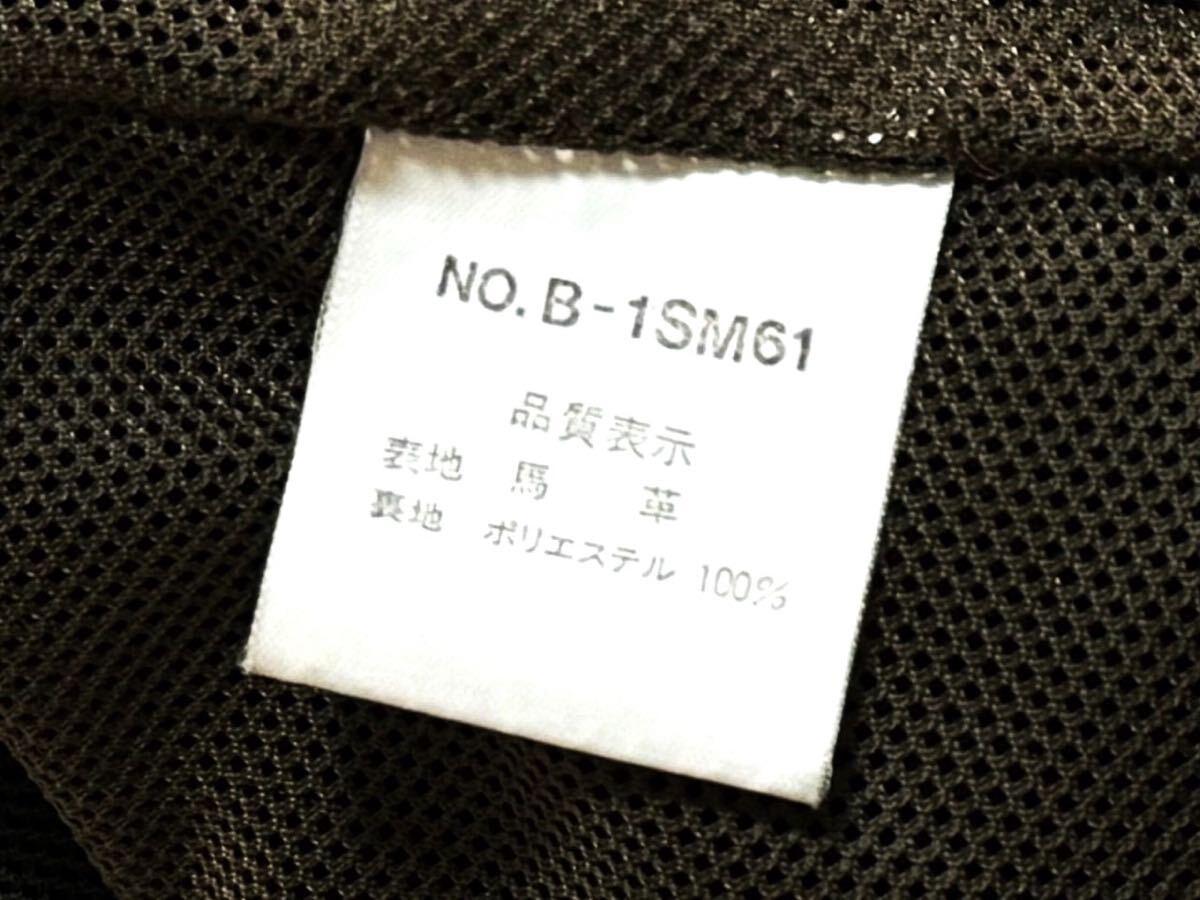 NO. B-1SM61
品質表示
表地 馬 革
裏地 ポリエステル 100%